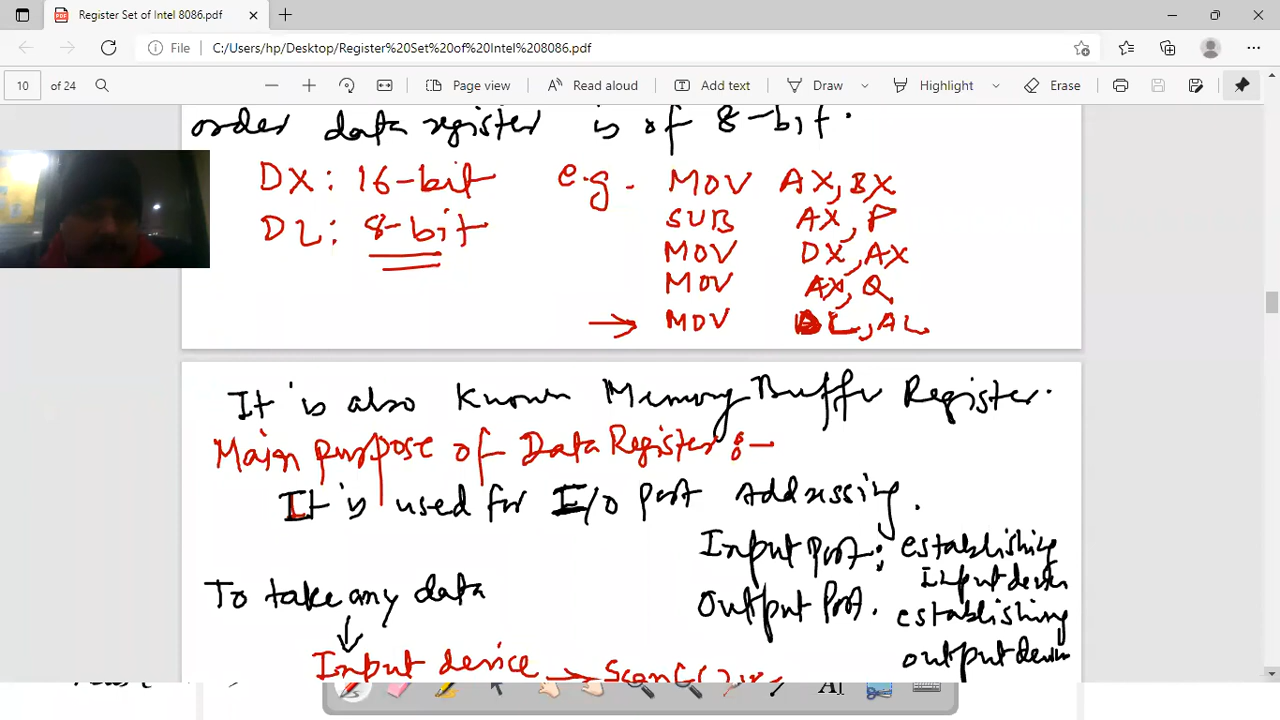 Register Set of Intel 8086.pdf
File C:/Users/hp/Desktop/Register%20Set%20of%20Intel%208086.pdf
10 of 24 Page view Read aloud Add text Draw Highlight Erase
order data register is of 8-bit.
DX: 16-bit e.g. MOV AX, BX
DL: 8-bit SUB AX, P
MOV DX, AX
MOV AX, Q
→ MOV DL, AL
It is also known Memory Buffer Register.
Main purpose of Data Register :-
It is used for I/O port Addressing.
Input Port: establishing
Input device
To take any data Output Port. establishing
output device
Input device → Scanf()